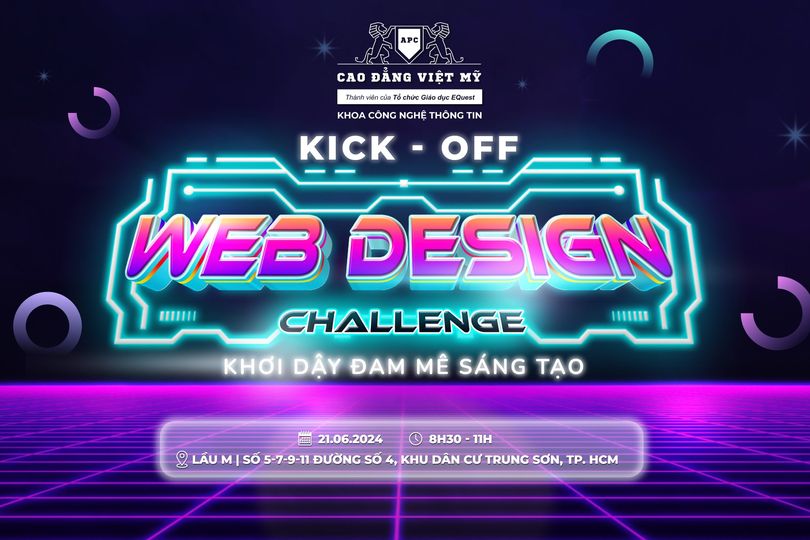 APC
CAO ĐẲNG VIỆT MỸ
Thành viên của Tổ chức Giáo dục EQuest
KHOA CÔNG NGHỆ THÔNG TIN
KICK - OFF
WEB DESIGN
CHALLENGE
KHƠI DẬY ĐAM MÊ SÁNG TẠO
21.06.2024 8H30 - 11H
LẦU M | SỐ 5-7-9-11 ĐƯỜNG SỐ 4, KHU DÂN CƯ TRUNG SƠN, TP. HCM